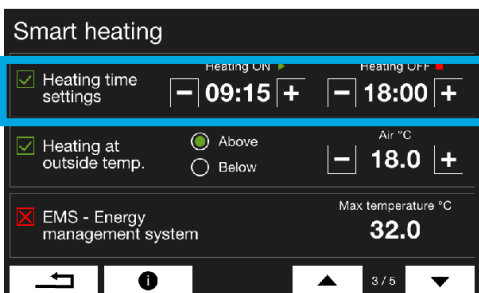 Smart heating
Heating time settings
Heating ON
− 09:15 +
Heating OFF
− 18:00 +
Heating at outside temp.
Above
Below
Air °C
− 18.0 +
EMS - Energy management system
Max temperature °C
32.0
3/5